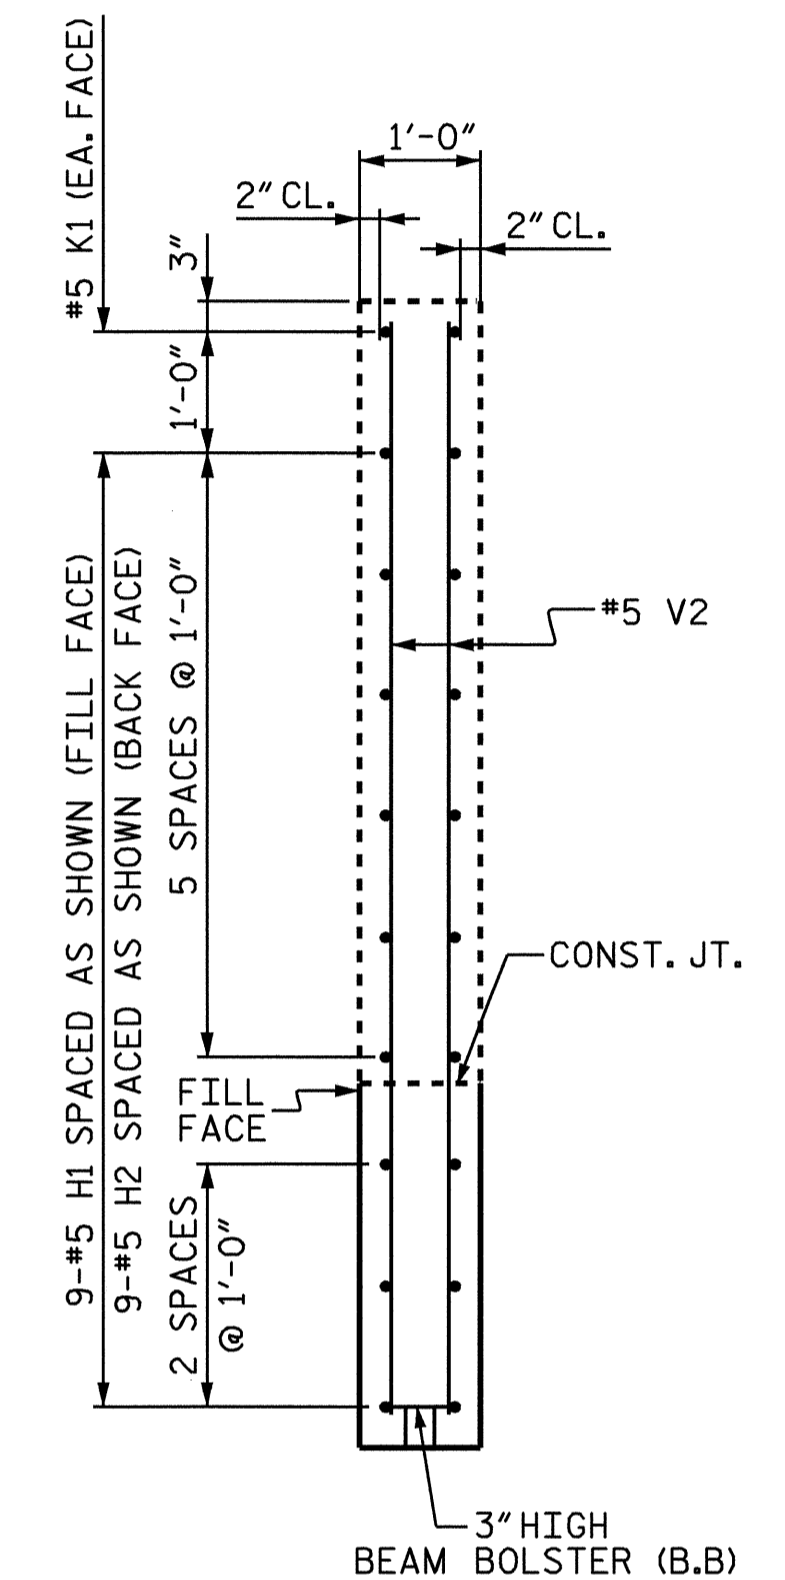 1'-0"
2" CL.
2" CL.
3"
#5 K1 (EA. FACE)
1'-0"
5 SPACES @ 1'-0"
9-#5 H1 SPACED AS SHOWN (FILL FACE)
9-#5 H2 SPACED AS SHOWN (BACK FACE)
#5 V2
CONST. JT.
FILL
FACE
2 SPACES
@ 1'-0"
3" HIGH
BEAM BOLSTER (B.B)